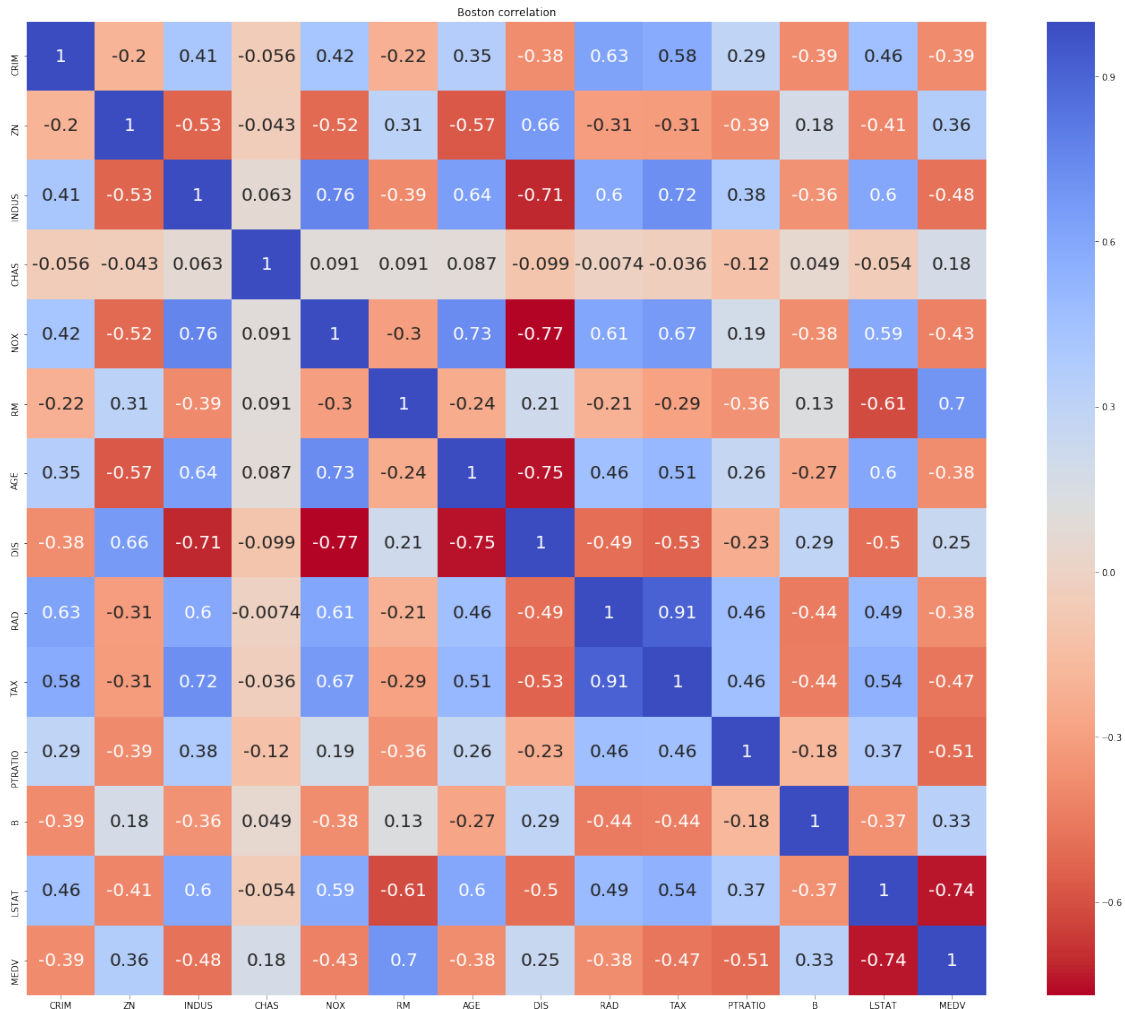 Boston correlation
CRIM 1 -0.2 0.41 -0.056 0.42 -0.22 0.35 -0.38 0.63 0.58 0.29 -0.39 0.46 -0.39
ZN -0.2 1 -0.53 -0.043 -0.52 0.31 -0.57 0.66 -0.31 -0.31 -0.39 0.18 -0.41 0.36
INDUS 0.41 -0.53 1 0.063 0.76 -0.39 0.64 -0.71 0.6 0.72 0.38 -0.36 0.6 -0.48
CHAS -0.056 -0.043 0.063 1 0.091 0.091 0.087 -0.099 -0.0074 -0.036 -0.12 0.049 -0.054 0.18
NOX 0.42 -0.52 0.76 0.091 1 -0.3 0.73 -0.77 0.61 0.67 0.19 -0.38 0.59 -0.43
RM -0.22 0.31 -0.39 0.091 -0.3 1 -0.24 0.21 -0.21 -0.29 -0.36 0.13 -0.61 0.7
AGE 0.35 -0.57 0.64 0.087 0.73 -0.24 1 -0.75 0.46 0.51 0.26 -0.27 0.6 -0.38
DIS -0.38 0.66 -0.71 -0.099 -0.77 0.21 -0.75 1 -0.49 -0.53 -0.23 0.29 -0.5 0.25
RAD 0.63 -0.31 0.6 -0.0074 0.61 -0.21 0.46 -0.49 1 0.91 0.46 -0.44 0.49 -0.38
TAX 0.58 -0.31 0.72 -0.036 0.67 -0.29 0.51 -0.53 0.91 1 0.46 -0.44 0.54 -0.47
PTRATIO 0.29 -0.39 0.38 -0.12 0.19 -0.36 0.26 -0.23 0.46 0.46 1 -0.18 0.37 -0.51
B -0.39 0.18 -0.36 0.049 -0.38 0.13 -0.27 0.29 -0.44 -0.44 -0.18 1 -0.37 0.33
LSTAT 0.46 -0.41 0.6 -0.054 0.59 -0.61 0.6 -0.5 0.49 0.54 0.37 -0.37 1 -0.74
MEDV -0.39 0.36 -0.48 0.18 -0.43 0.7 -0.38 0.25 -0.38 -0.47 -0.51 0.33 -0.74 1
CRIM ZN INDUS CHAS NOX RM AGE DIS RAD TAX PTRATIO B LSTAT MEDV
0.9
0.6
0.3
0.0
−0.3
−0.6